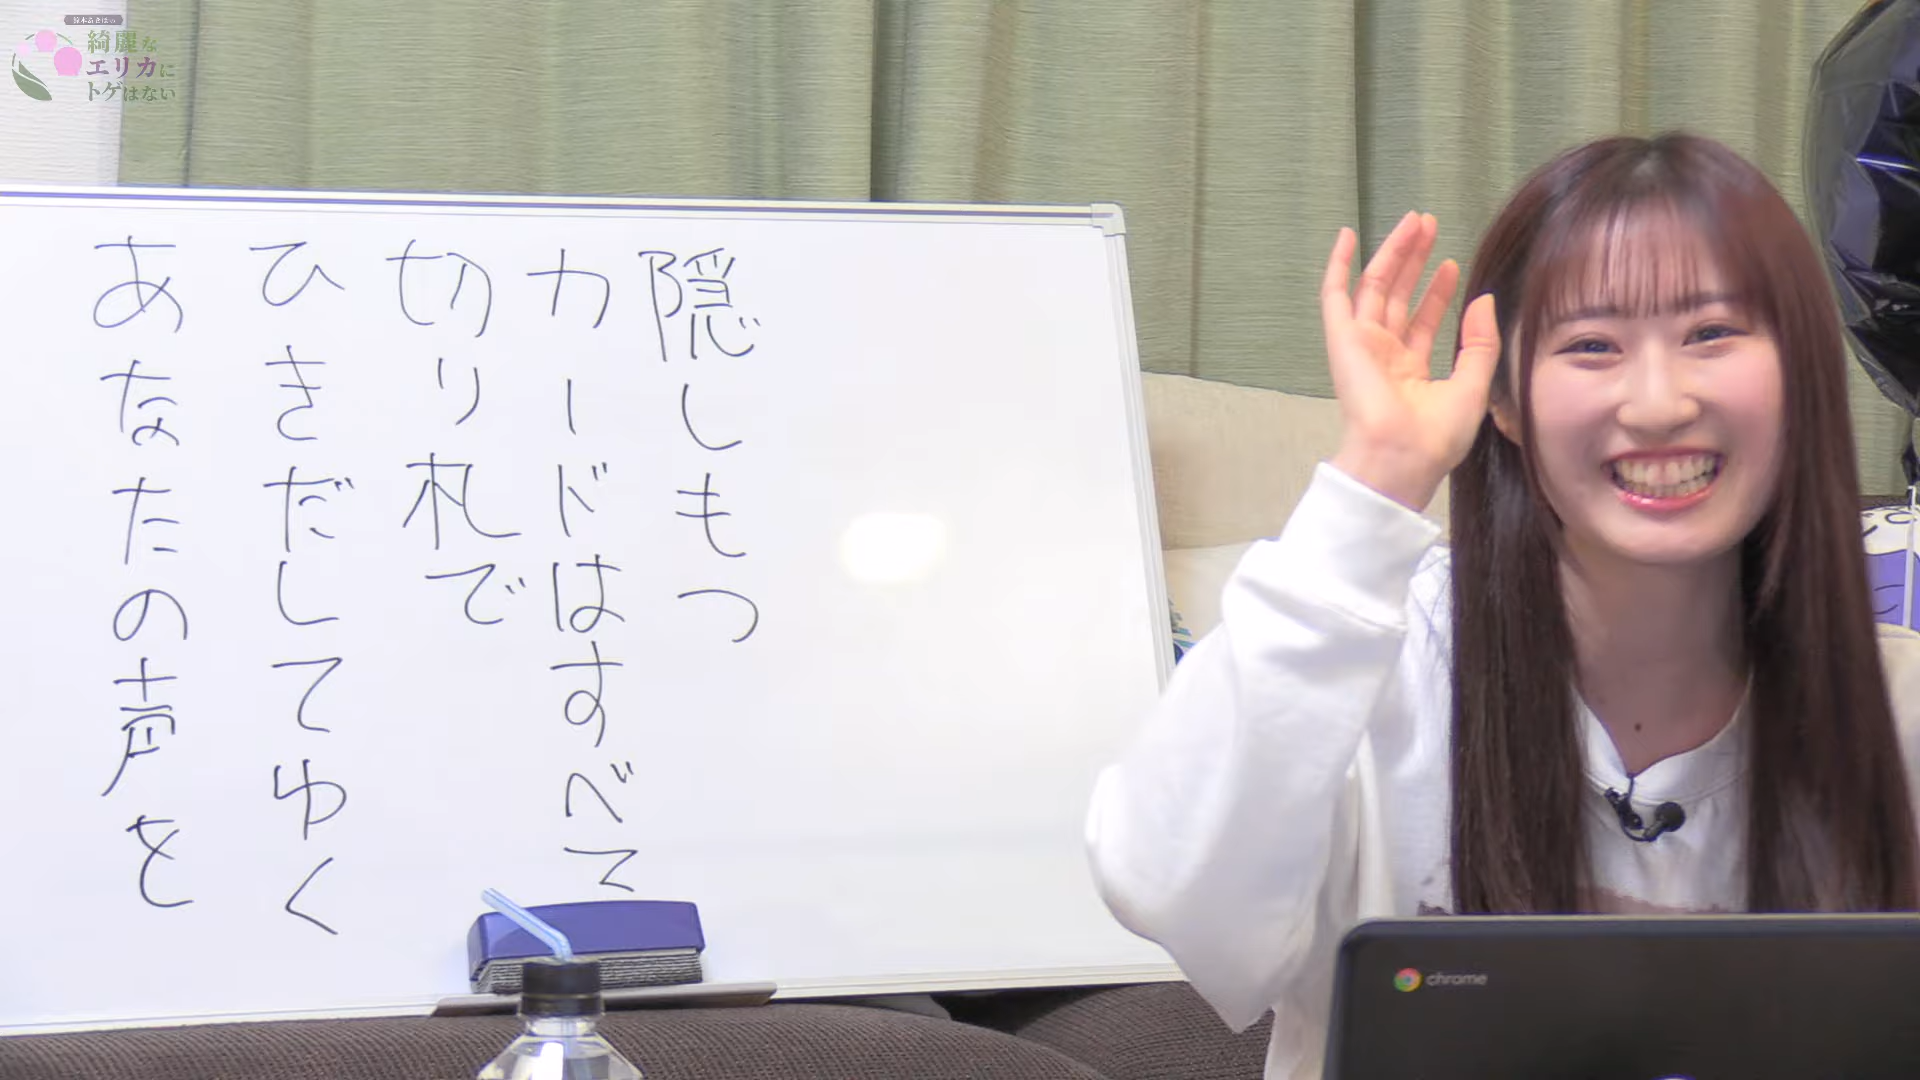 綺麗な
エリカに
トゲはない
隠しもつ
カードはすべて
切り札で
ひきだしてゆく
あなたの声を
chrome